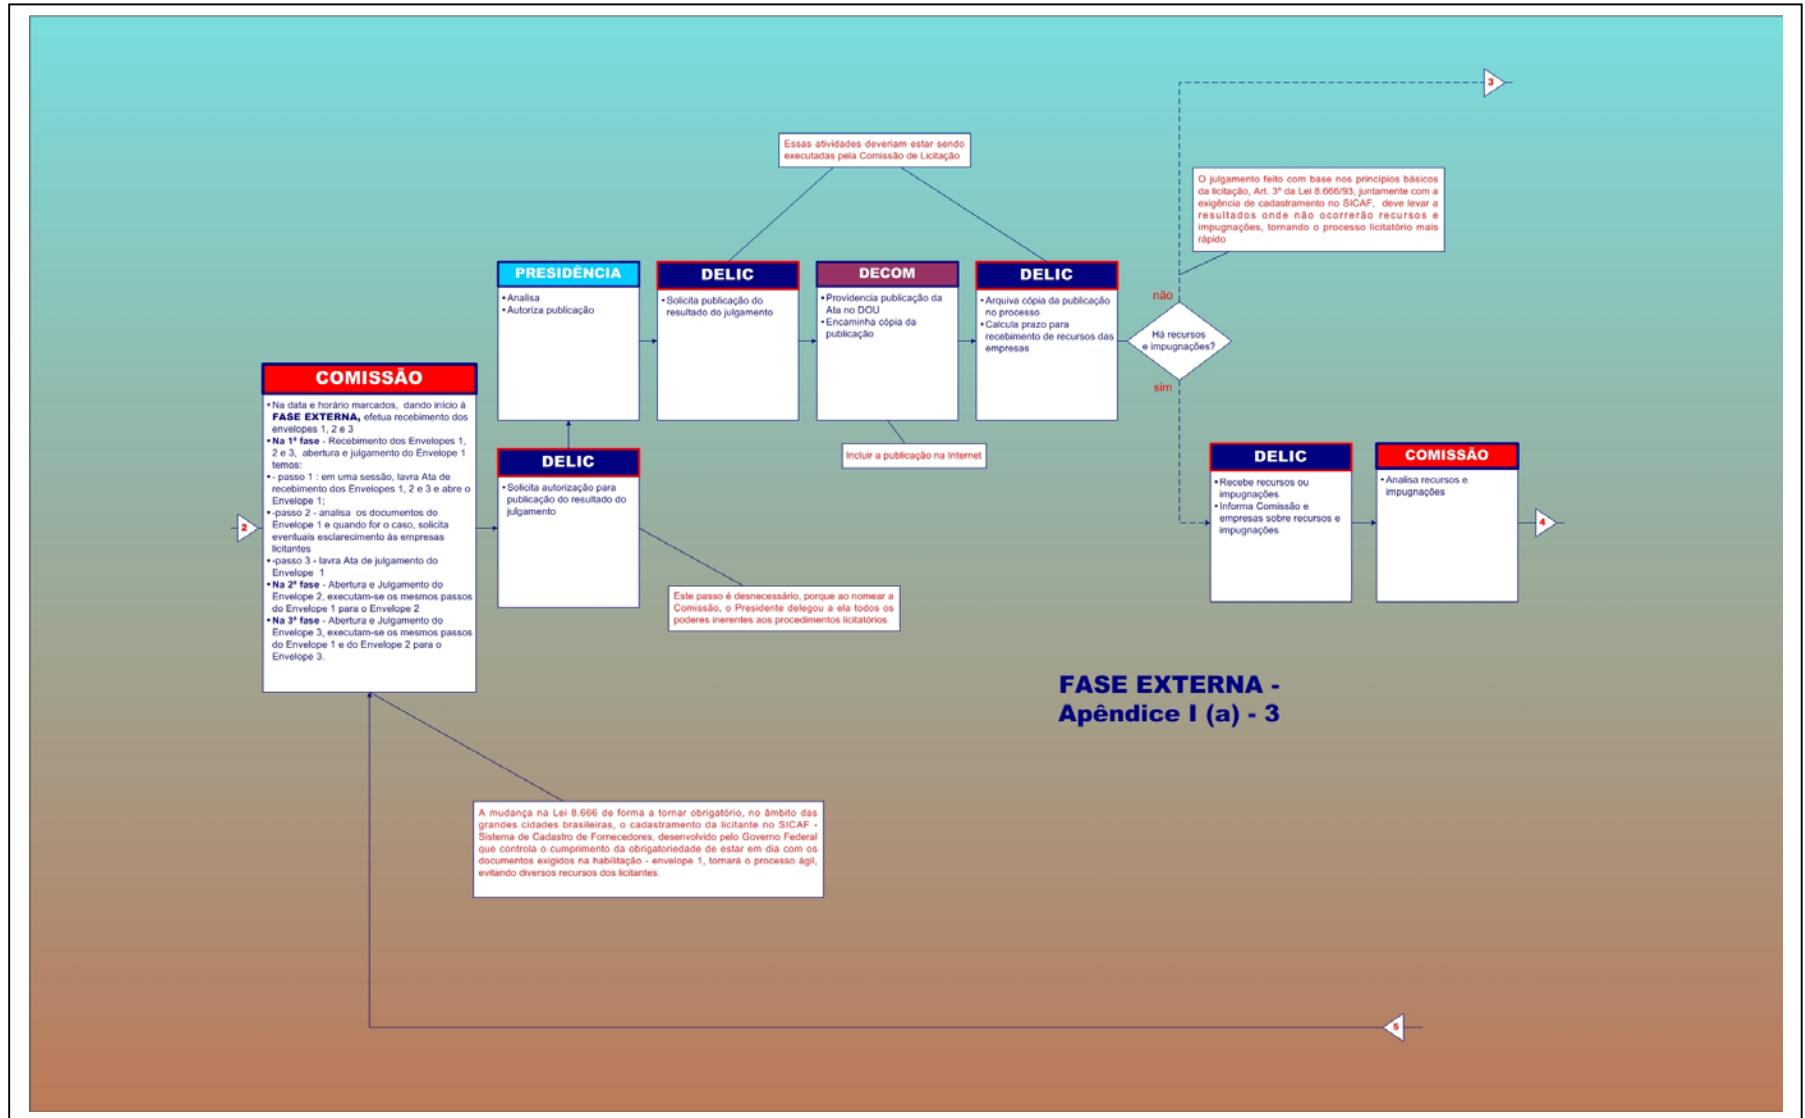 3
Essas atividades deveriam estar sendo
executadas pela Comissão de Licitação
O julgamento feito com base nos princípios básicos
da licitação, Art. 3º da Lei 8.666/93, juntamente com a
exigência de cadastramento no SICAF, deve levar a
resultados onde não ocorrerão recursos e
impugnações, tornando o processo licitatório mais
rápido
PRESIDÊNCIA
• Analisa
• Autoriza publicação
DELIC
• Solicita publicação do
resultado do julgamento
DECOM
• Providencia publicação da
Ata no DOU
• Encaminha cópia da
publicação
DELIC
• Arquiva cópia da publicação
no processo
• Calcula prazo para
recebimento de recursos das
empresas
não
Há recursos
e impugnações?
sim
Incluir a publicação na Internet
COMISSÃO
• Na data e horário marcados, dando início à
FASE EXTERNA, efetua recebimento dos
envelopes 1, 2 e 3
• Na 1ª fase - Recebimento dos Envelopes 1,
2 e 3, abertura e julgamento do Envelope 1
temos:
• - passo 1 : em uma sessão, lavra Ata de
recebimento dos Envelopes 1, 2 e 3 e abre o
Envelope 1;
• -passo 2 - analisa os documentos do
Envelope 1 e quando for o caso, solicita
eventuais esclarecimento às empresas
licitantes
• -passo 3 - lavra Ata de julgamento do
Envelope 1
• Na 2ª fase - Abertura e Julgamento do
Envelope 2, executam-se os mesmos passos
do Envelope 1 para o Envelope 2
• Na 3ª fase - Abertura e Julgamento do
Envelope 3, executam-se os mesmos passos
do Envelope 1 e do Envelope 2 para o
Envelope 3.
2
DELIC
• Solicita autorização para
publicação do resultado do
julgamento
DELIC
• Recebe recursos ou
impugnações
• Informa Comissão e
empresas sobre recursos e
impugnações
COMISSÃO
• Analisa recursos e
impugnações
4
Este passo é desnecessário, porque ao nomear a
Comissão, o Presidente delegou a ela todos os
poderes inerentes aos procedimentos licitatórios
FASE EXTERNA -
Apêndice I (a) - 3
A mudança na Lei 8.666 de forma a tornar obrigatório, no âmbito das
grandes cidades brasileiras, o cadastramento da licitante no SICAF -
Sistema de Cadastro de Fornecedores, desenvolvido pelo Governo Federal
que controla o cumprimento da obrigatoriedade de estar em dia com os
documentos exigidos na habilitação - envelope 1, tornará o processo ágil,
evitando diversos recursos dos licitantes.
5